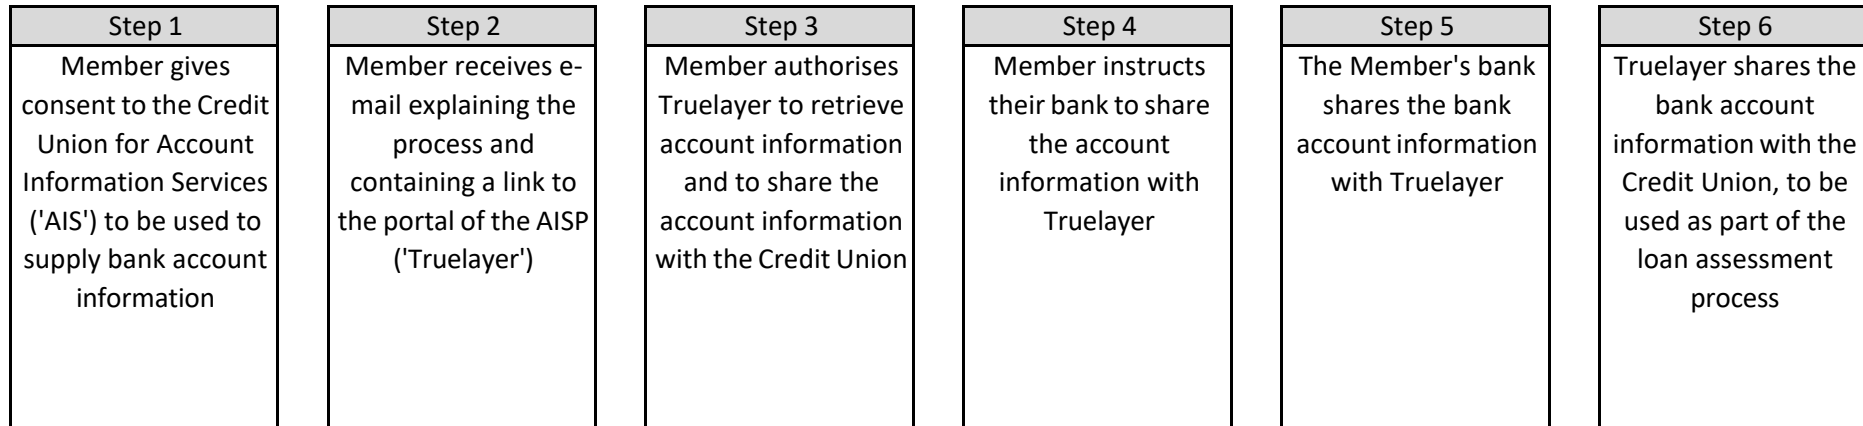 Step 1
Member gives
consent to the Credit
Union for Account
Information Services
('AIS') to be used to
supply bank account
information
Step 2
Member receives e-
mail explaining the
process and
containing a link to
the portal of the AISP
('Truelayer')
Step 3
Member authorises
Truelayer to retrieve
account information
and to share the
account information
with the Credit Union
Step 4
Member instructs
their bank to share
the account
information with
Truelayer
Step 5
The Member's bank
shares the bank
account information
with Truelayer
Step 6
Truelayer shares the
bank account
information with the
Credit Union, to be
used as part of the
loan assessment
process